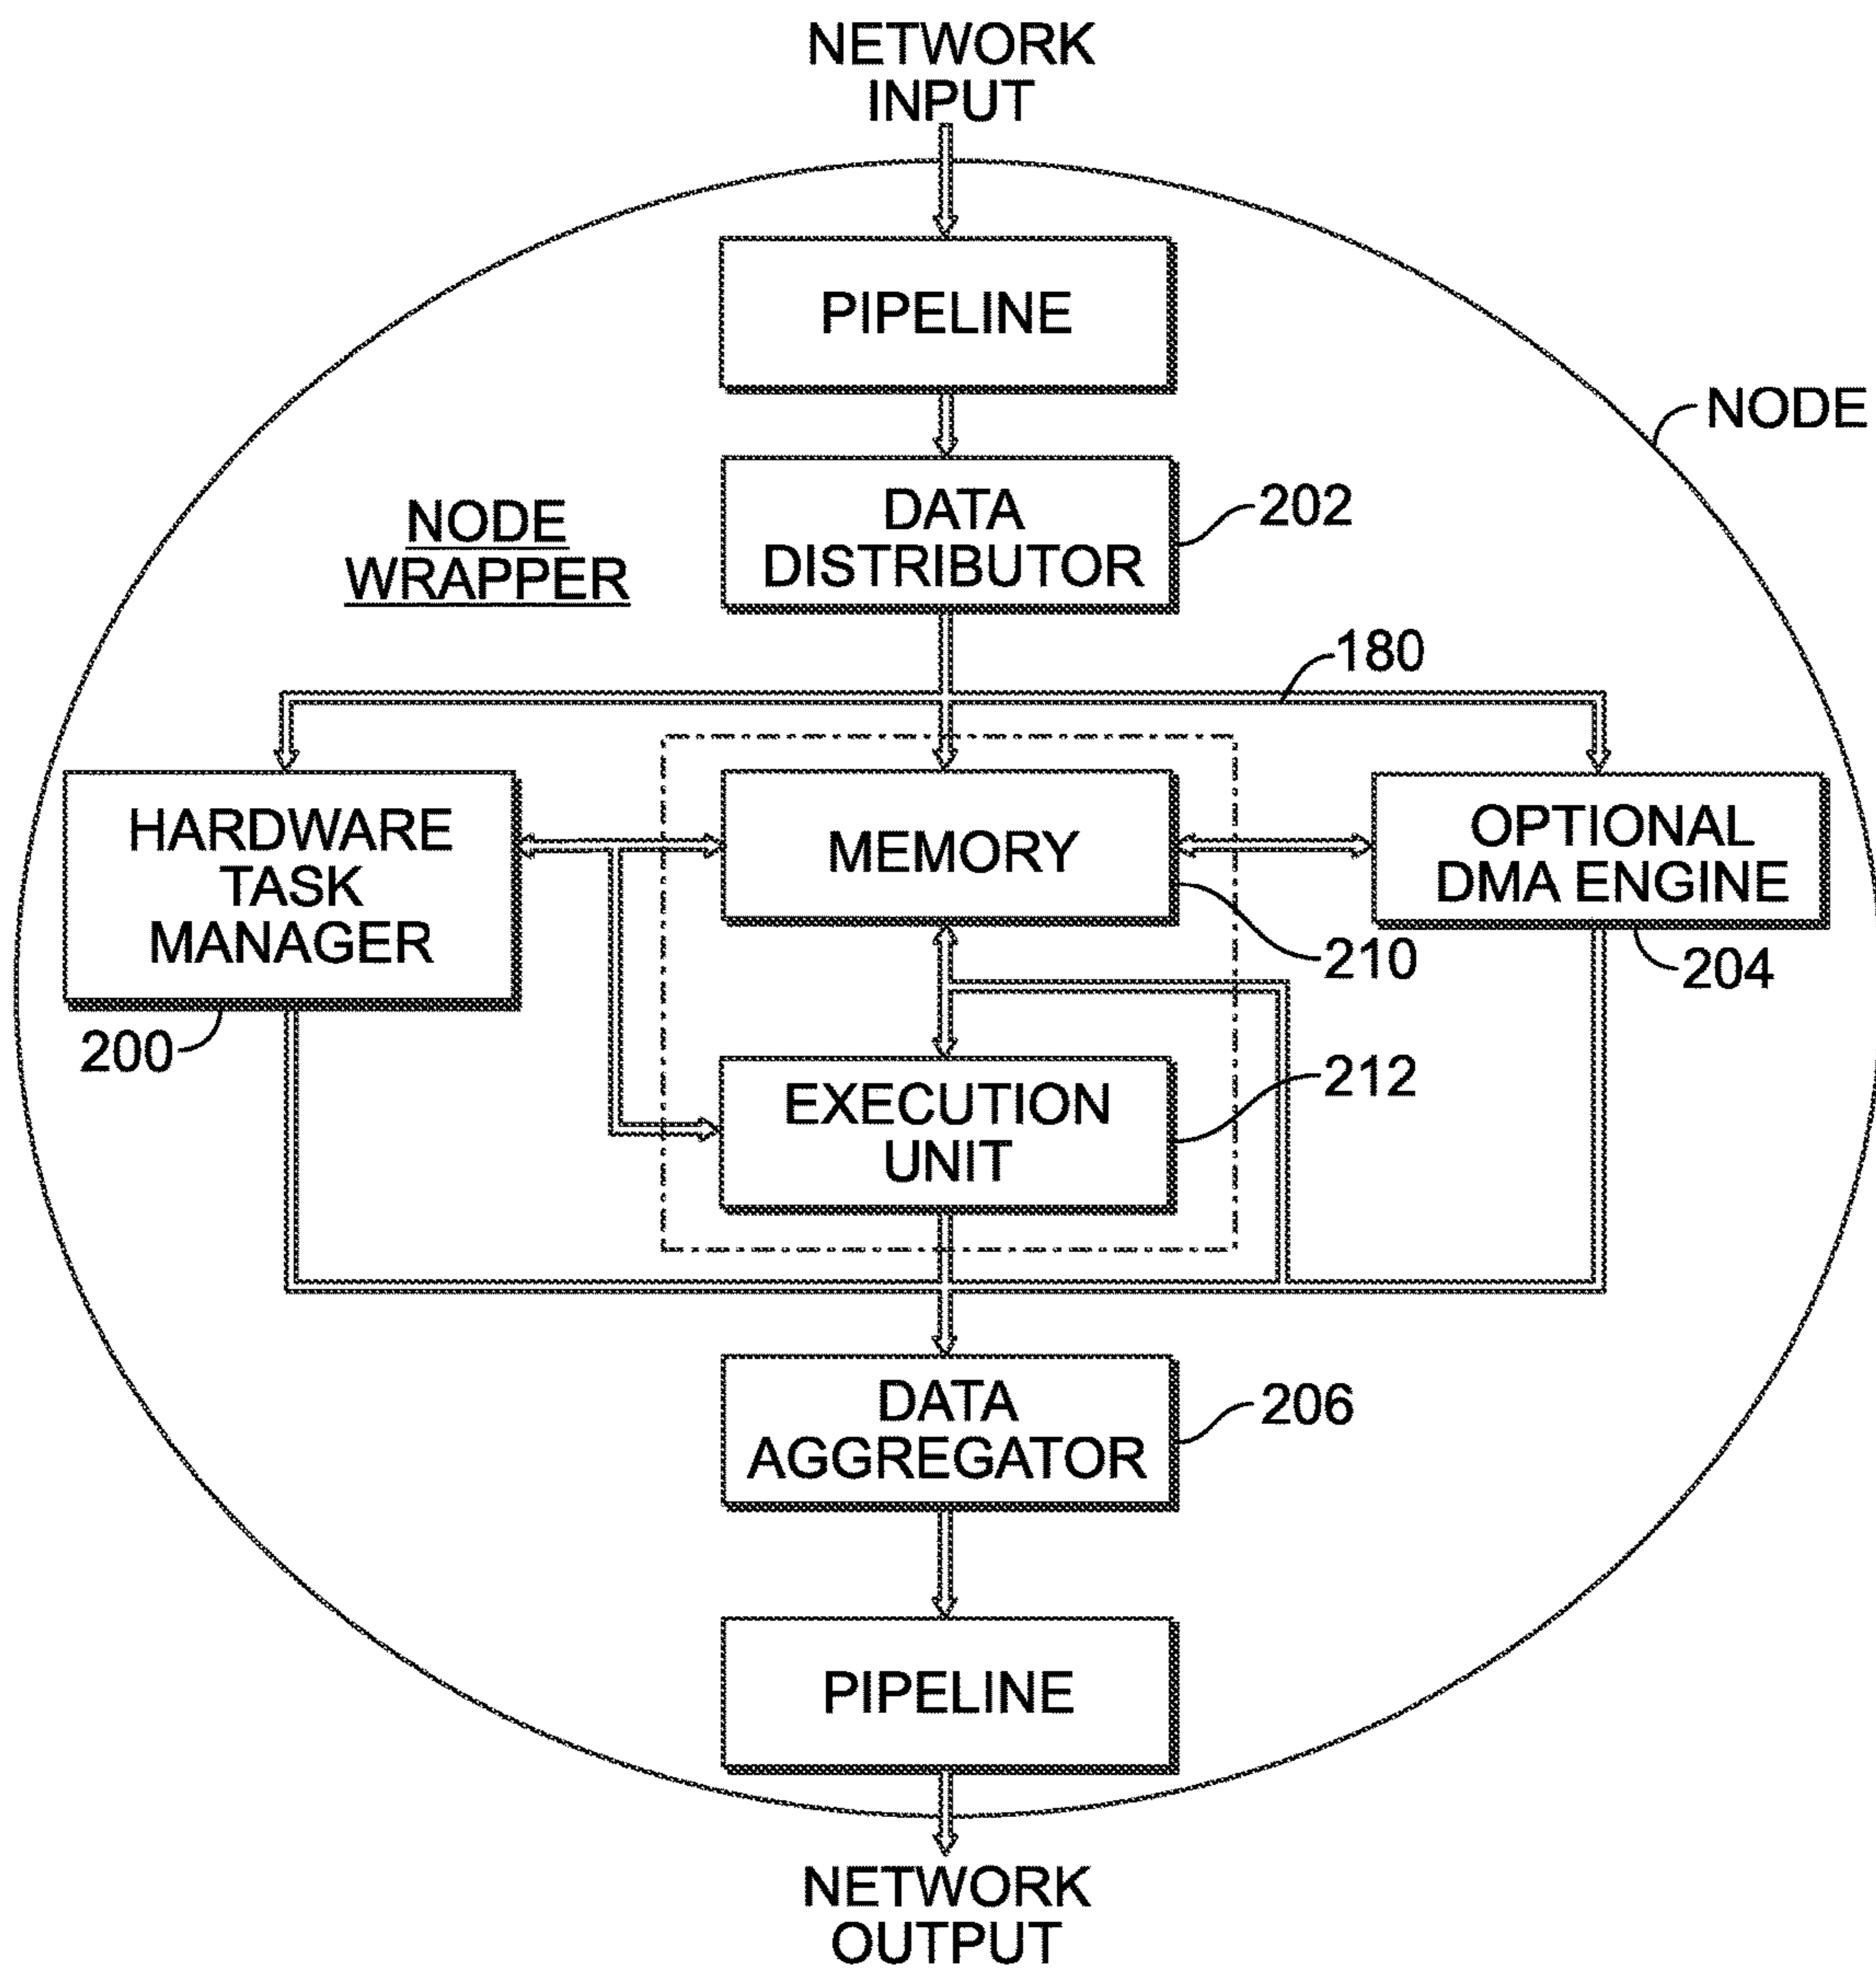 NETWORK
INPUT
PIPELINE
NODE
DATA
DISTRIBUTOR
202
NODE
WRAPPER
180
HARDWARE
TASK
MANAGER
200
MEMORY
210
OPTIONAL
DMA ENGINE
204
EXECUTION
UNIT
212
DATA
AGGREGATOR
206
PIPELINE
NETWORK
OUTPUT